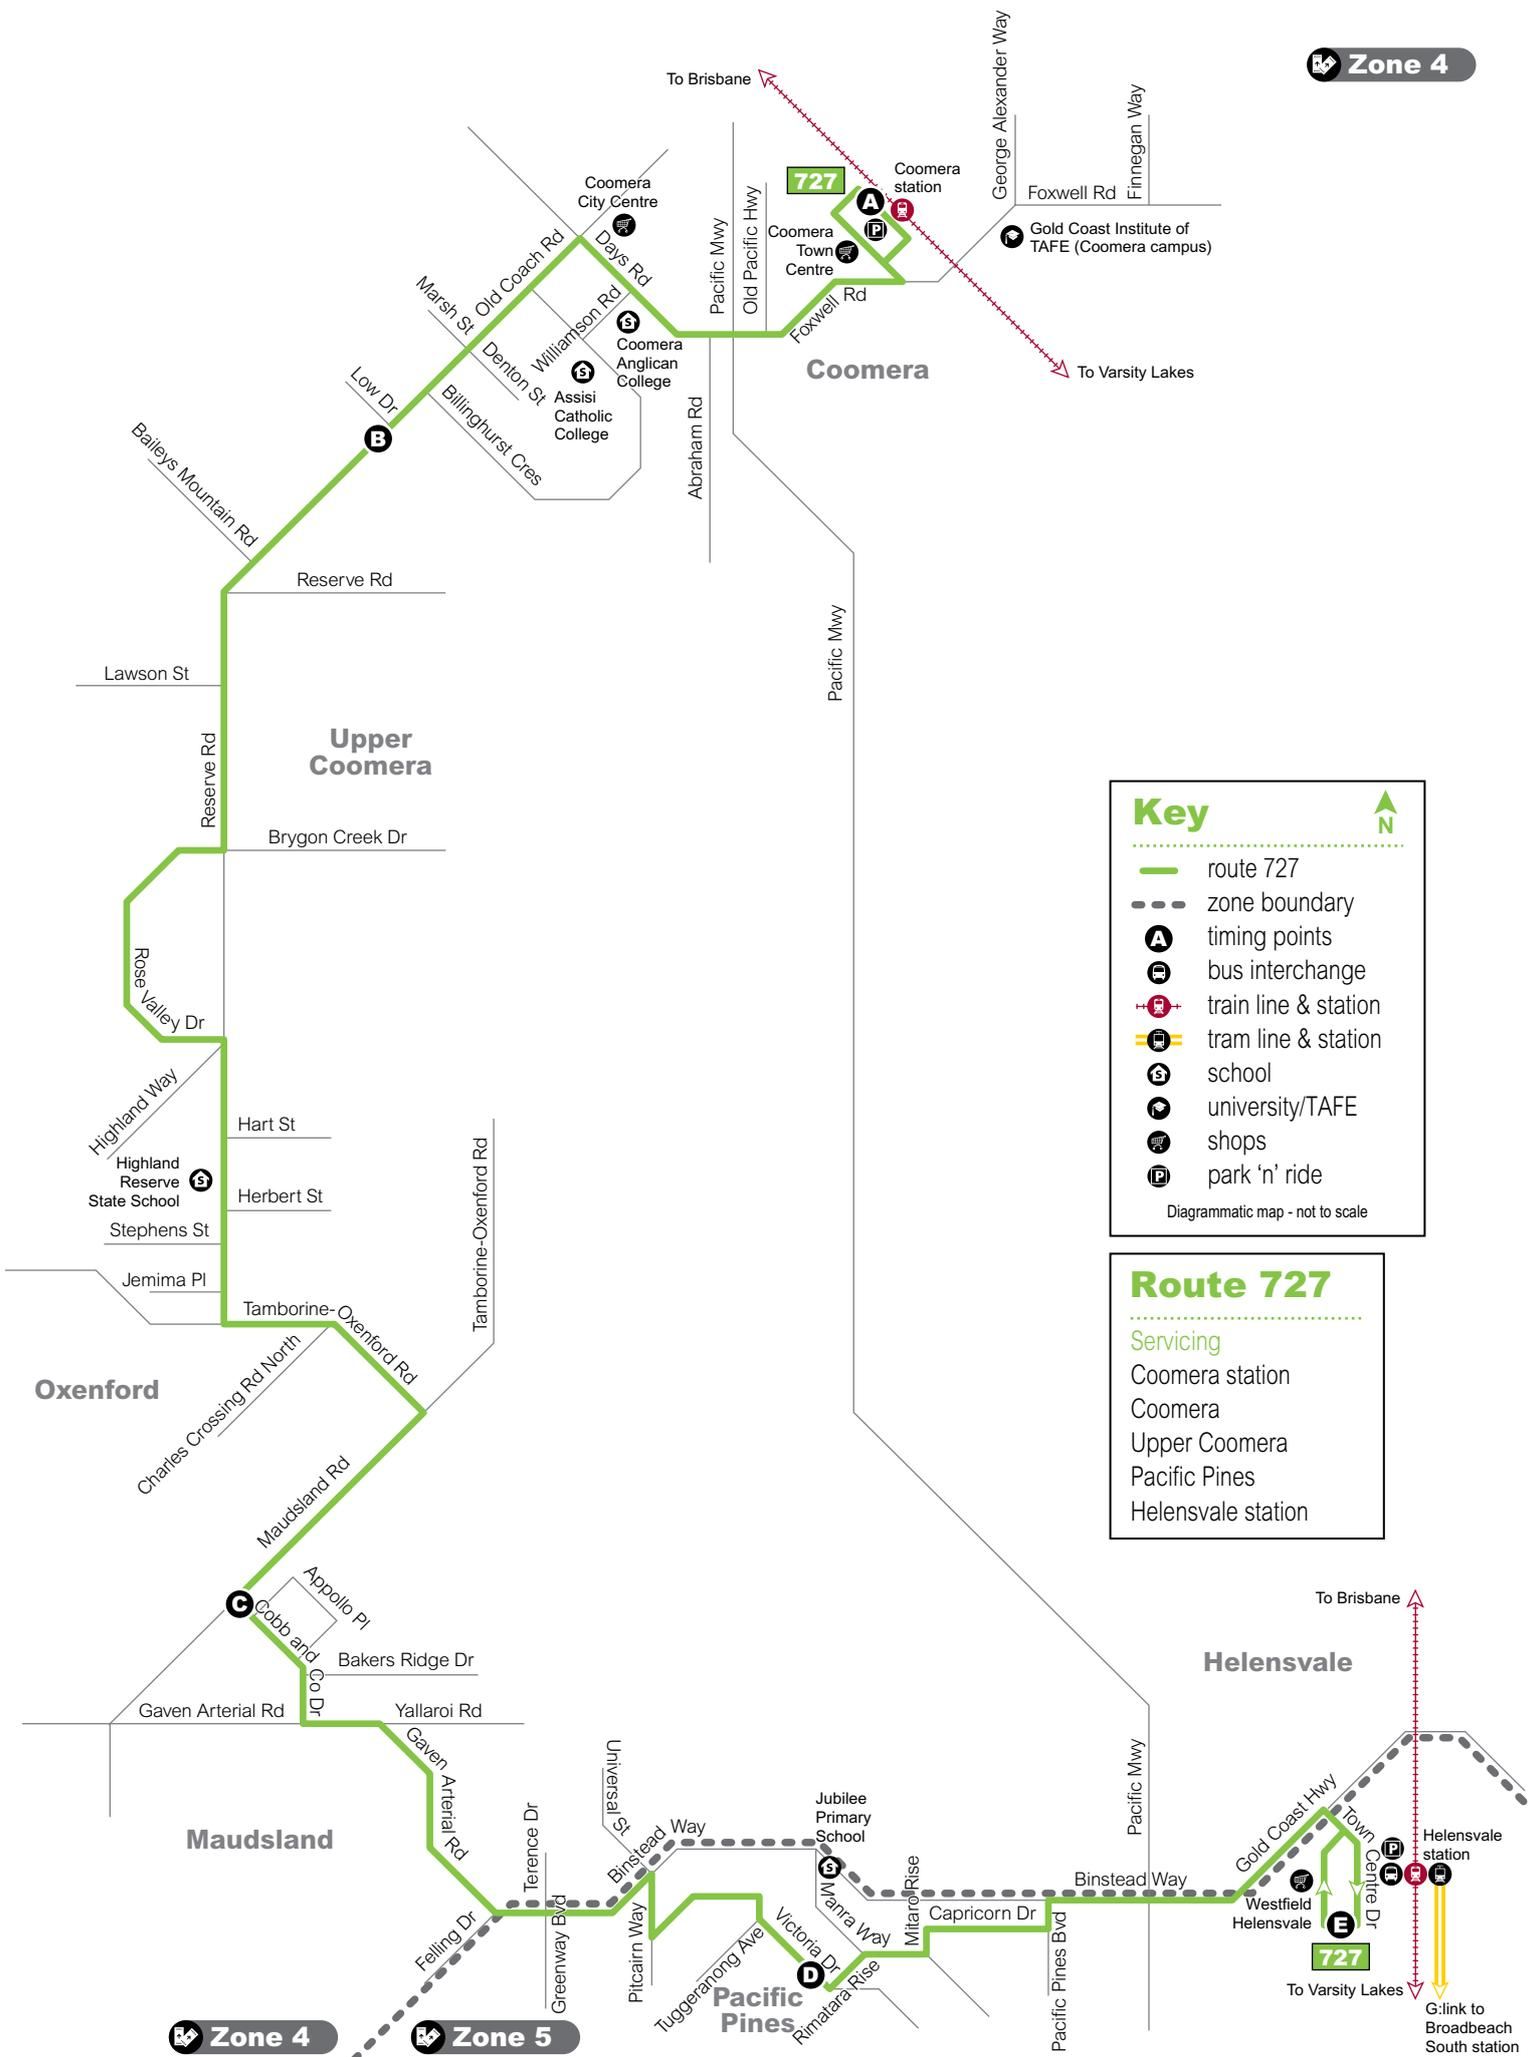 Zone 4
To Brisbane
George Alexander Way
Finnegan Way
Foxwell Rd
Coomera
station
727
A
P
Gold Coast Institute of
TAFE (Coomera campus)
Coomera
City Centre
Coomera
Town
Centre
Pacific Mwy
Old Pacific Hwy
Old Coach Rd
Days Rd
Foxwell Rd
To Varsity Lakes
Coomera
Marsh St
Williamson Rd
S
Coomera
Anglican
College
Denton St
S
Assisi
Catholic
College
Low Dr
B
Billinghurst Cres
Abraham Rd
Baileys Mountain Rd
Reserve Rd
Pacific Mwy
Lawson St
Upper
Coomera
Reserve Rd
Brygon Creek Dr
Rose Valley Dr
Highland Way
Hart St
Highland
Reserve
State School
S
Herbert St
Stephens St
Jemima Pl
Tamborine-Oxenford Rd
Tamborine-Oxenford Rd
Charles Crossing Rd North
Oxenford
Maudsland Rd
Key
N
route 727
zone boundary
A
timing points
bus interchange
train line & station
tram line & station
S
school
university/TAFE
shops
P
park ‘n’ ride
Diagrammatic map - not to scale
Route 727
Servicing
Coomera station
Coomera
Upper Coomera
Pacific Pines
Helensvale station
C
Appollo Pl
Cobb and Co Dr
Bakers Ridge Dr
Gaven Arterial Rd
Yallaroi Rd
Gaven Arterial Rd
Maudsland
Terence Dr
Universal St
Binstead Way
Felling Dr
Greenway Bvd
Pitcairn Way
Jubilee
Primary
School
S
Manra Way
Mitaro Rise
Capricorn Dr
Tuggeranong Ave
Victoria Dr
D
Rimatara Rise
Pacific
Pines
Pacific Pines Bvd
Binstead Way
Pacific Mwy
Helensvale
To Brisbane
Gold Coast Hwy
Town Centre Dr
P
Helensvale
station
Westfield
Helensvale
E
727
To Varsity Lakes
G:link to
Broadbeach
South station
Zone 4
Zone 5